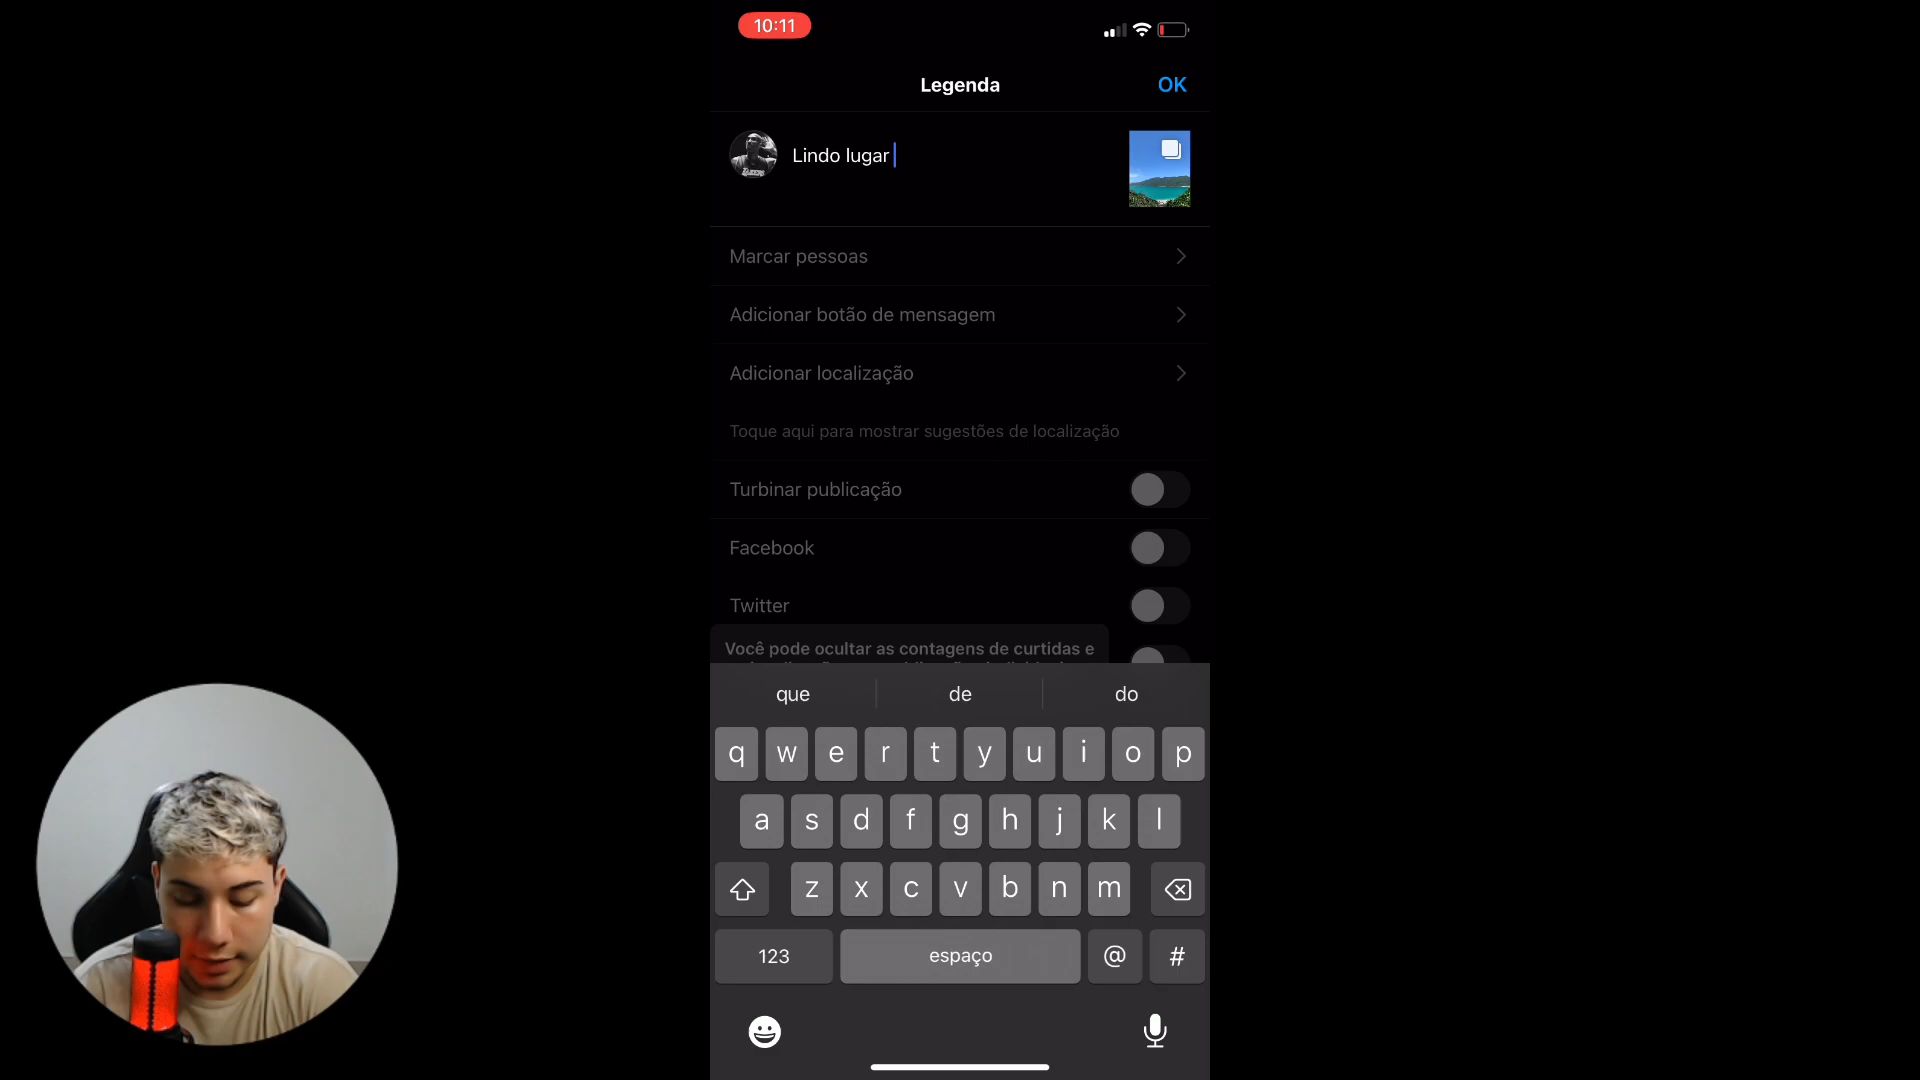 10:11
Legenda
OK
Lindo lugar
Marcar pessoas
Adicionar botão de mensagem
Adicionar localização
Toque aqui para mostrar sugestões de localização
Turbinar publicação
Facebook
Twitter
Você pode ocultar as contagens de curtidas e
que de do
q w e r t y u i o p
a s d f g h j k l
z x c v b n m
123 espaço @ #